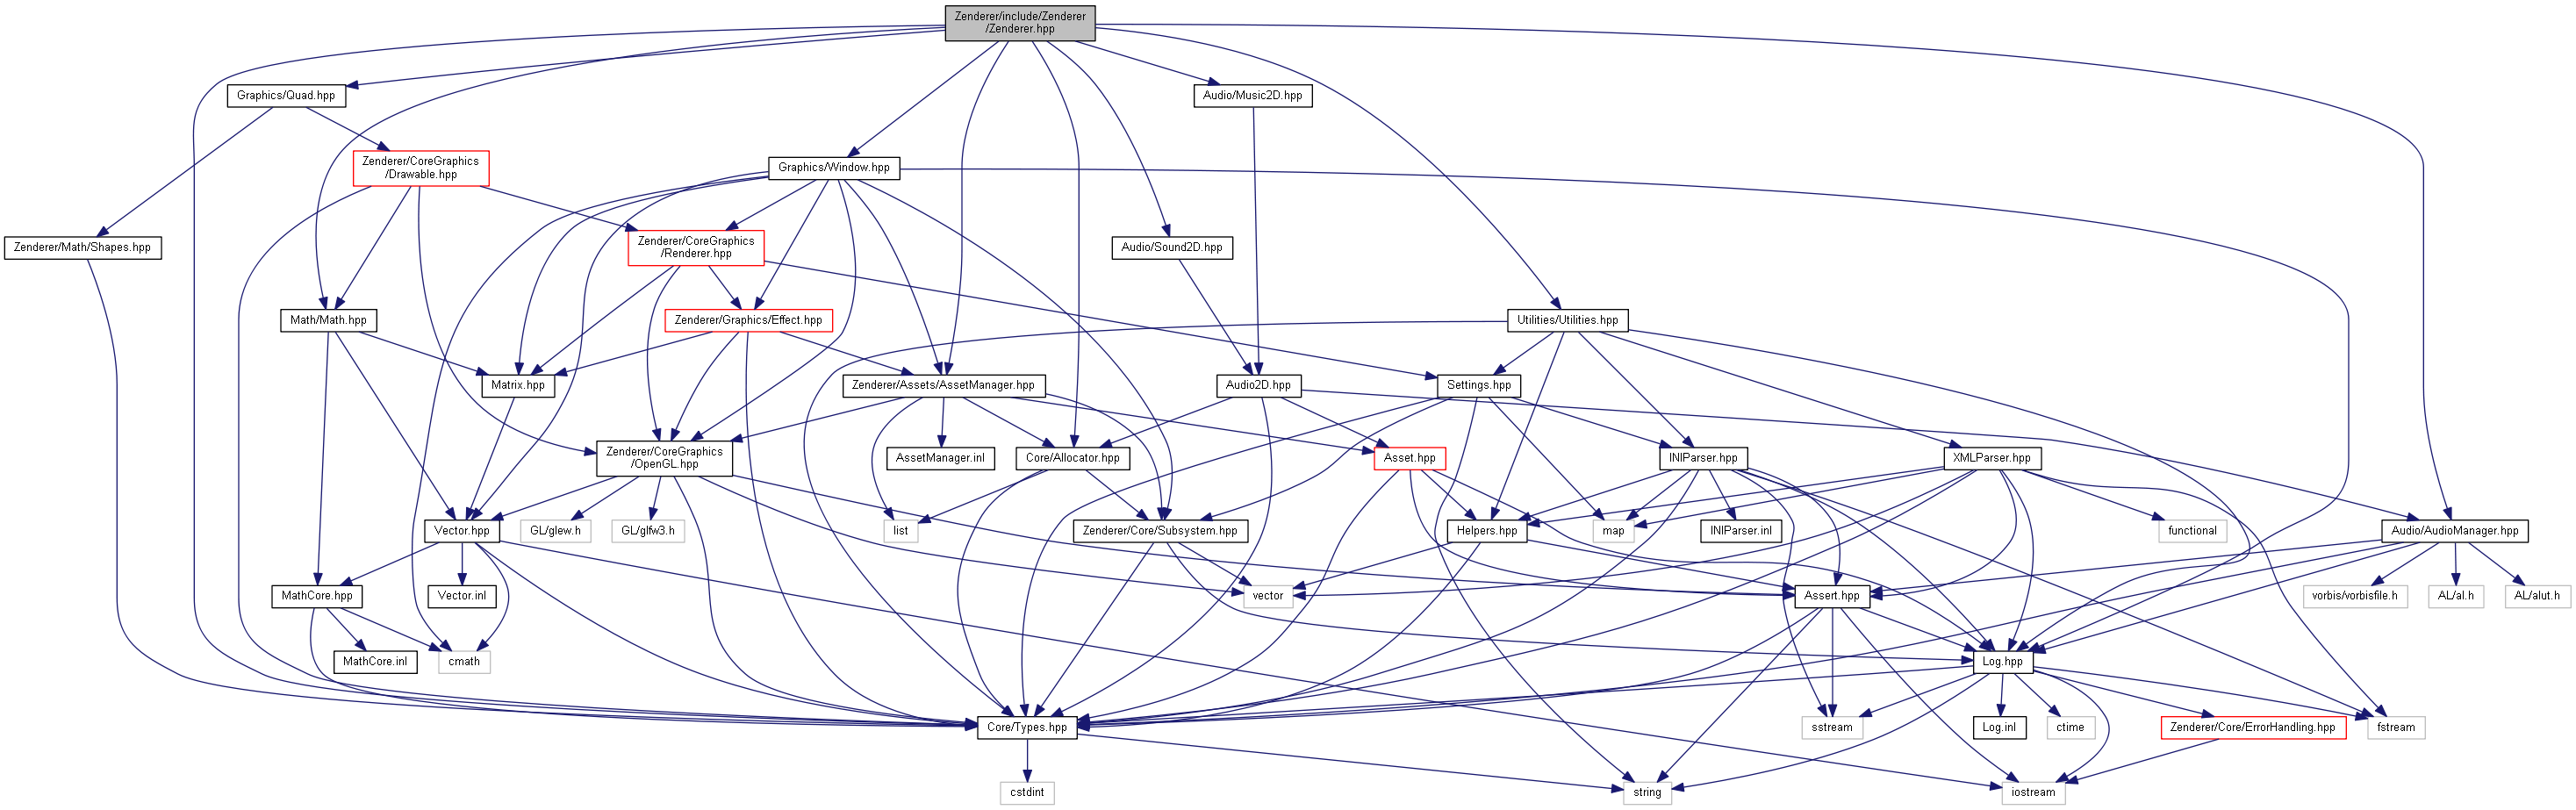 Zenderer/include/Zenderer
/Zenderer.hpp
Graphics/Quad.hpp
Audio/Music2D.hpp
Zenderer/CoreGraphics
/Drawable.hpp
Graphics/Window.hpp
Zenderer/Math/Shapes.hpp
Zenderer/CoreGraphics
/Renderer.hpp
Audio/Sound2D.hpp
Math/Math.hpp
Zenderer/Graphics/Effect.hpp
Utilities/Utilities.hpp
Matrix.hpp
Zenderer/Assets/AssetManager.hpp
Audio2D.hpp
Settings.hpp
Zenderer/CoreGraphics
/OpenGL.hpp
AssetManager.inl
Core/Allocator.hpp
Asset.hpp
INIParser.hpp
XMLParser.hpp
Vector.hpp
GL/glew.h
GL/glfw3.h
list
Zenderer/Core/Subsystem.hpp
Helpers.hpp
map
INIParser.inl
functional
Audio/AudioManager.hpp
MathCore.hpp
Vector.inl
vector
Assert.hpp
vorbis/vorbisfile.h
AL/al.h
AL/alut.h
MathCore.inl
cmath
Log.hpp
Core/Types.hpp
sstream
Log.inl
ctime
Zenderer/Core/ErrorHandling.hpp
fstream
cstdint
string
iostream